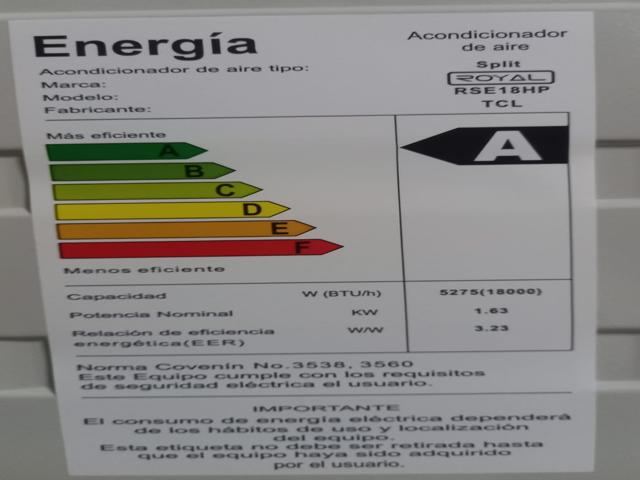 Energía
Acondicionador
de aire
Acondicionador de aire tipo:
Split
Marca:
ROYAL
Modelo:
RSE18HP
Fabricante:
TCL
Más eficiente
A
A
B
C
D
E
F
Menos eficiente
Capacidad W (BTU/h) 5275(18000)
Potencia Nominal KW 1.63
Relación de eficiencia W/W 3.23
energética(EER)
Norma Covenín No.3538, 3560
Este Equipo cumple con los requisitos
de seguridad eléctrica el usuario.
IMPORTANTE
El consumo de energía eléctrica dependerá
de los hábitos de uso y localización
del equipo.
Esta etiqueta no debe ser retirada hasta
que el equipo haya sido adquirido
por el usuario.